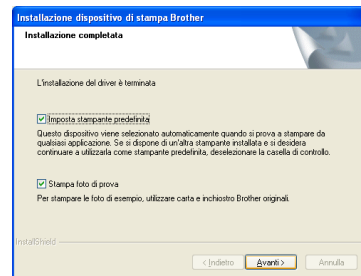 Installazione dispositivo di stampa Brother
Installazione completata
L'installazione del driver è terminata
Imposta stampante predefinita
Questo dispositivo viene selezionato automaticamente quando si prova a stampare da
qualsiasi applicazione. Se si dispone di un'altra stampante installata e si desidera
continuare a utilizzarla come stampante predefinita, deselezionare la casella di controllo.
Stampa foto di prova
Per stampare le foto di esempio, utilizzare carta e inchiostro Brother originali.
InstallShield
< Indietro Avanti > Annulla